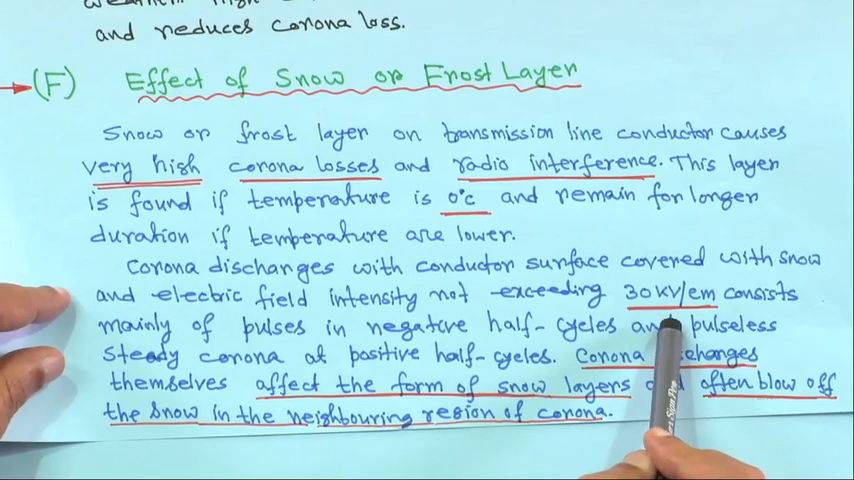 and reduces corona loss.
(F) Effect of Snow or Frost Layer
Snow or frost layer on transmission line conductor causes
very high corona losses and radio interference. This layer
is found if temperature is 0°c and remain for longer
duration if temperature are lower.
Corona discharges with conductor surface covered with snow
and electric field intensity not exceeding 30KV/cm consists
mainly of pulses in negative half-cycles and pulseless
steady corona at positive half-cycles. Corona
themselves affect the form of snow layers often blow off
the snow in the neighbouring region of corona.